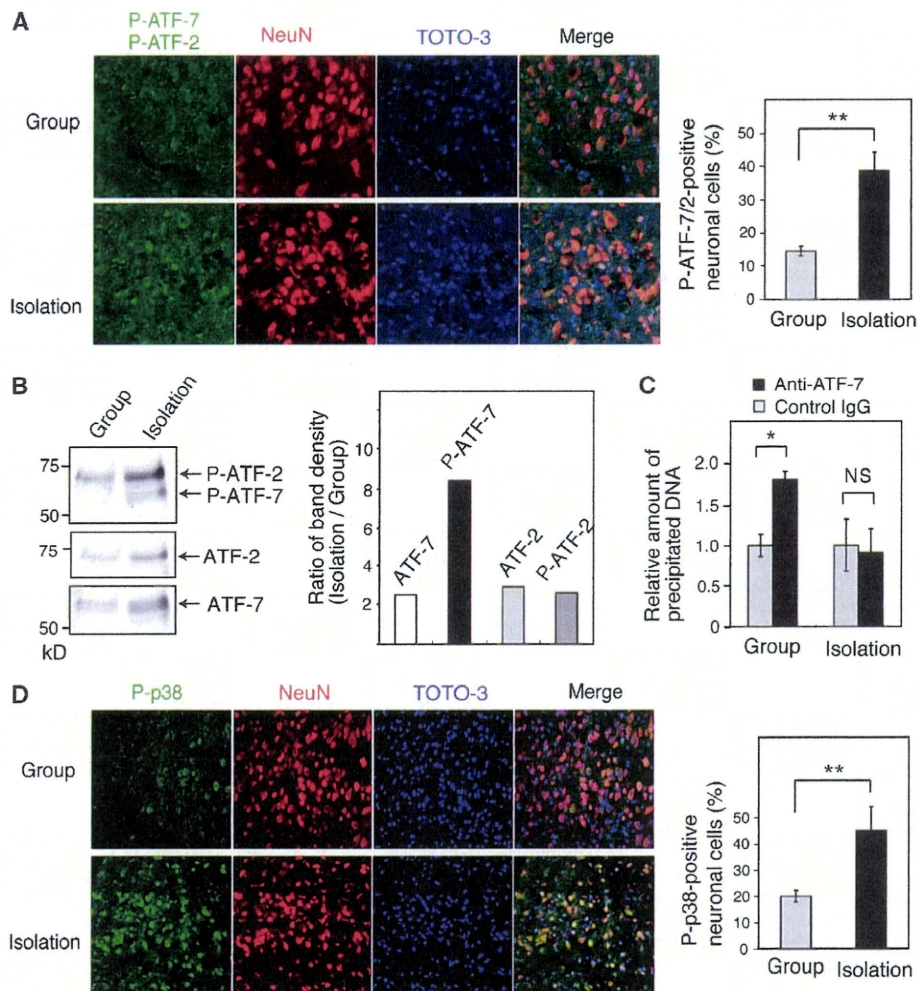 A
P-ATF-7
P-ATF-2
NeuN
TOTO-3
Merge
Group
Isolation
P-ATF-7/2-positive
neuronal cells (%)
50
40
30
20
10
0
**
Group
Isolation
B
Group
Isolation
75
50
P-ATF-2
P-ATF-7
75
ATF-2
50
ATF-7
kD
Ratio of band density
(Isolation / Group)
10
8
6
4
2
ATF-7
P-ATF-7
ATF-2
P-ATF-2
C
Anti-ATF-7
Control IgG
Relative amount of
precipitated DNA
2.0
1.5
1.0
0.5
0
*
NS
Group
Isolation
D
P-p38
NeuN
TOTO-3
Merge
Group
Isolation
P-p38-positive
neuronal cells (%)
50
40
30
20
10
0
**
Group
Isolation